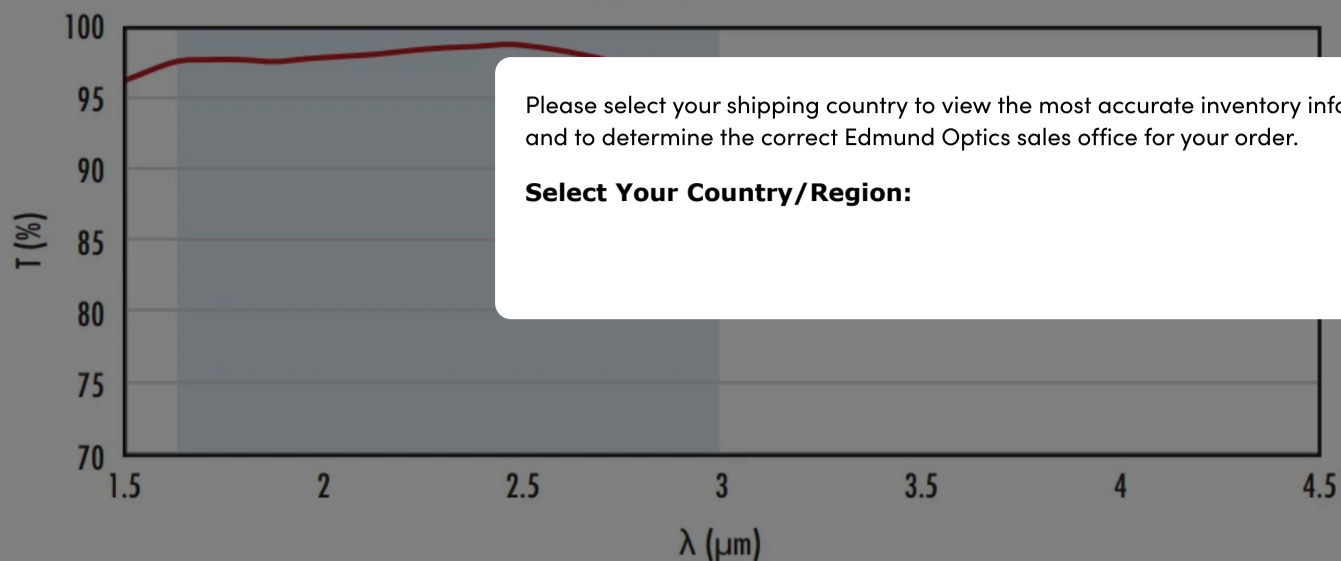 100
95
90
85
80
75
70
T (%)
Please select your shipping country to view the most accurate inventory info
and to determine the correct Edmund Optics sales office for your order.
Select Your Country/Region:
1.5 2 2.5 3 3.5 4 4.5
λ (μm)